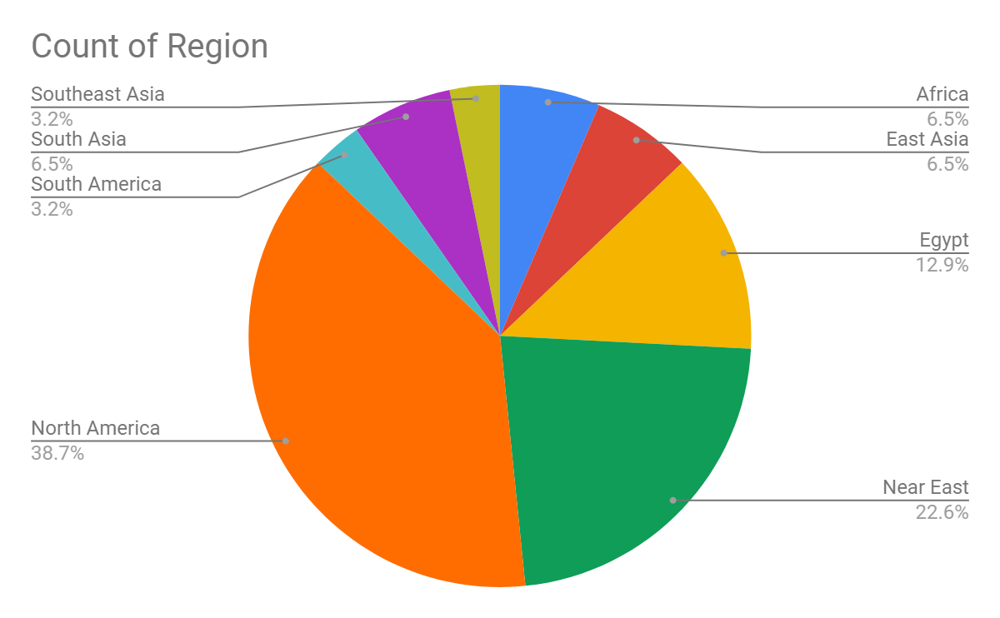 Count of Region
Southeast Asia
3.2%
South Asia
6.5%
South America
3.2%
North America
38.7%
Africa
6.5%
East Asia
6.5%
Egypt
12.9%
Near East
22.6%